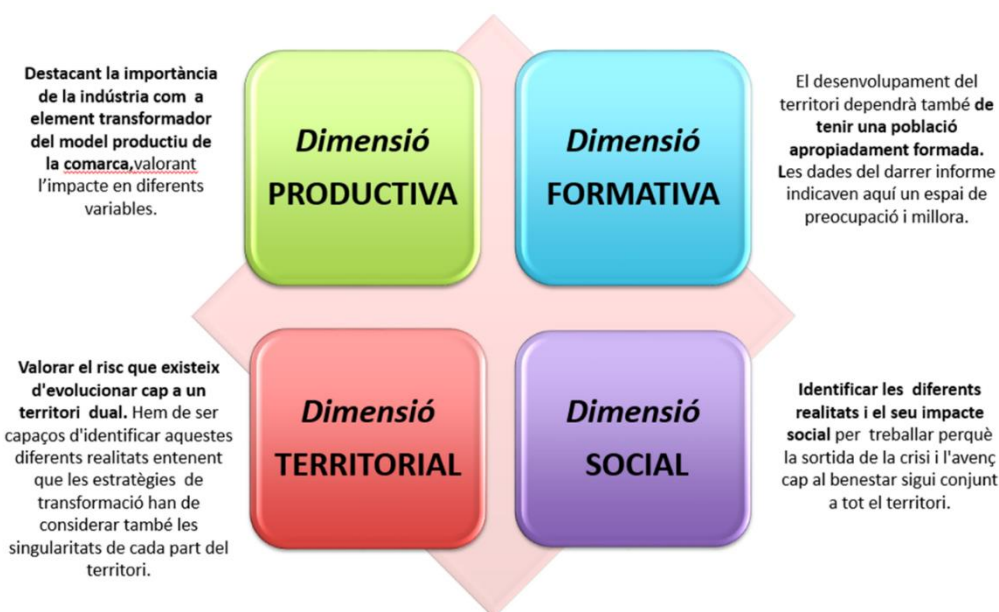 Destacant la importància
de la indústria com  a
element transformador
del model productiu de
la comarca,valorant
l’impacte en diferents
variables.
Dimensió
PRODUCTIVA
Dimensió
FORMATIVA
El desenvolupament del
territori dependrà també de
tenir una població
apropiadament formada.
Les dades del darrer informe
indicaven aquí un espai de
preocupació i millora.
Valorar el risc que existeix
d'evolucionar cap a un
territori  dual. Hem de ser
capaços d'identificar aquestes
diferents realitats entenent
que les estratègies  de
transformació han de
considerar també les
singularitats de cada part del
territori.
Dimensió
TERRITORIAL
Dimensió
SOCIAL
Identificar les  diferents
realitats i el seu impacte
social per  treballar perquè
la sortida de la crisi i l'avenç
cap al benestar sigui conjunt
a tot el territori.